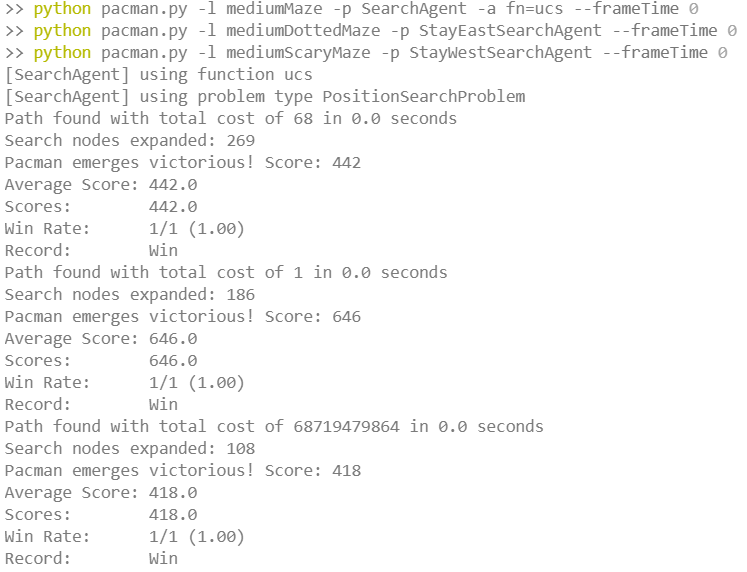 >> python pacman.py -l mediumMaze -p SearchAgent -a fn=ucs --frameTime 0
>> python pacman.py -l mediumDottedMaze -p StayEastSearchAgent --frameTime 0
>> python pacman.py -l mediumScaryMaze -p StayWestSearchAgent --frameTime 0
[SearchAgent] using function ucs
[SearchAgent] using problem type PositionSearchProblem
Path found with total cost of 68 in 0.0 seconds
Search nodes expanded: 269
Pacman emerges victorious! Score: 442
Average Score: 442.0
Scores:        442.0
Win Rate:      1/1 (1.00)
Record:        Win
Path found with total cost of 1 in 0.0 seconds
Search nodes expanded: 186
Pacman emerges victorious! Score: 646
Average Score: 646.0
Scores:        646.0
Win Rate:      1/1 (1.00)
Record:        Win
Path found with total cost of 68719479864 in 0.0 seconds
Search nodes expanded: 108
Pacman emerges victorious! Score: 418
Average Score: 418.0
Scores:        418.0
Win Rate:      1/1 (1.00)
Record:        Win